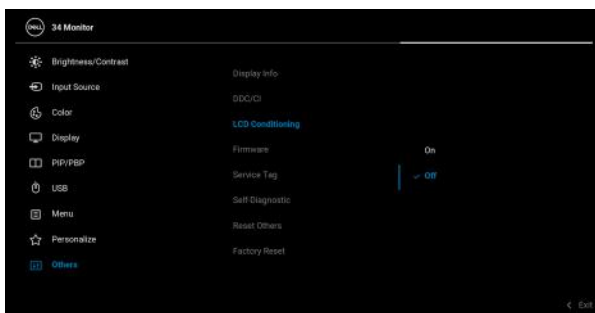 DELL 34 Monitor
Brightness/Contrast
Input Source
Color
Display
PIP/PBP
USB
Menu
Personalize
Others
Display Info
DDC/CI
LCD Conditioning
Firmware
Service Tag
Self-Diagnostic
Reset Others
Factory Reset
On
Off
Exit